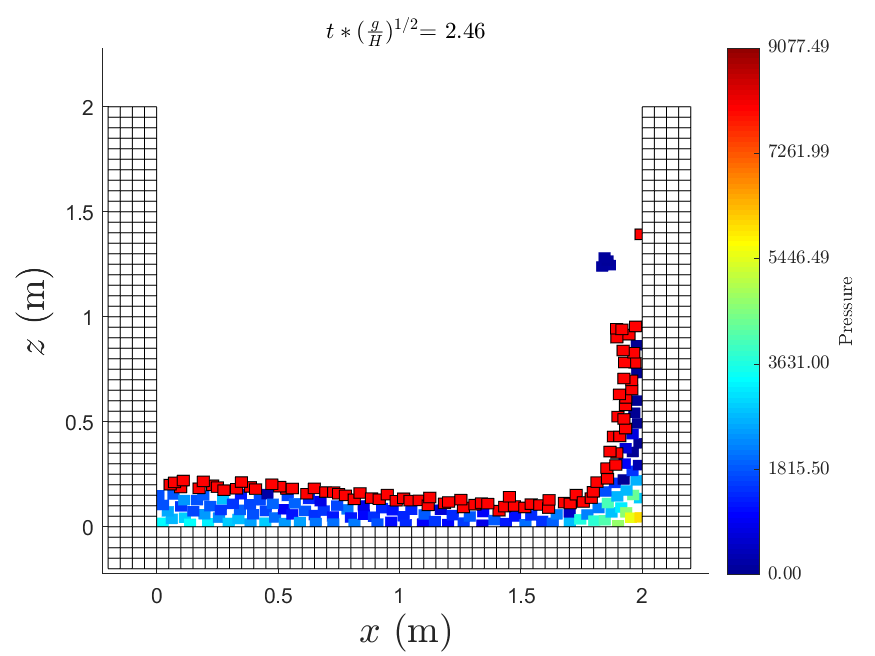 t ∗ (g/H)^{1/2}= 2.46
2
1.5
1
0.5
0
z (m)
0 0.5 1 1.5 2
x (m)
9077.49
7261.99
5446.49
3631.00
1815.50
0.00
Pressure